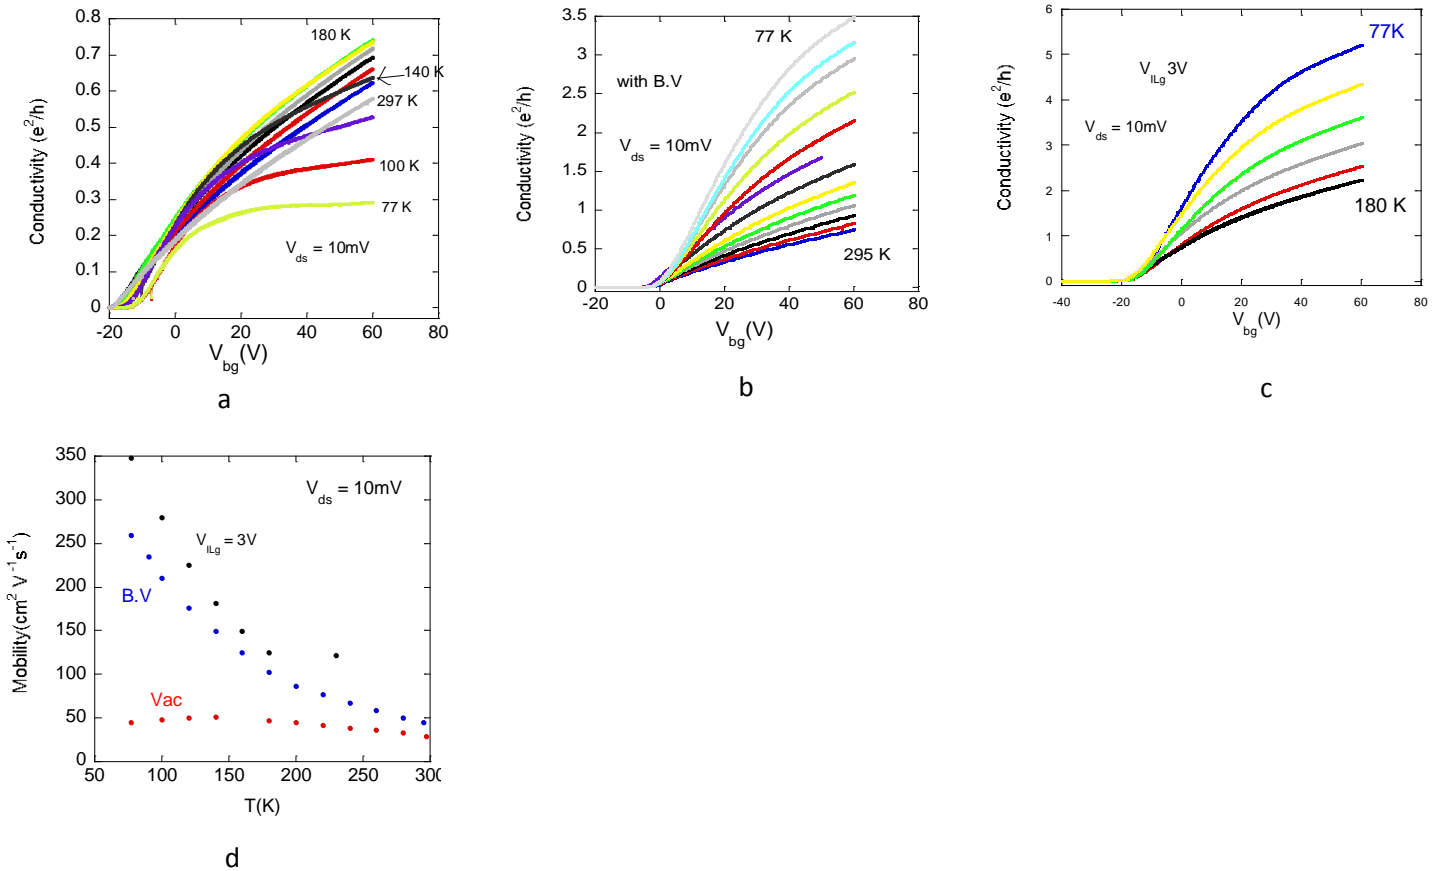 0.8
0.7
0.6
0.5
0.4
0.3
0.2
0.1
0
Conductivity (e²/h)
180 K
140 K
297 K
100 K
77 K
V_ds = 10mV
-20 0 20 40 60 80
V_bg(V)
a
3.5
3
2.5
2
1.5
1
0.5
0
Conductivity (e²/h)
77 K
with B.V
V_ds = 10mV
295 K
-20 0 20 40 60 80
V_bg(V)
b
6
5
4
3
2
1
0
Conductivity (e²/h)
77K
V_ILg 3V
V_ds = 10mV
180 K
-40 -20 0 20 40 60 80
V_bg(V)
c
350
300
250
200
150
100
50
0
Mobility(cm² V⁻¹s⁻¹)
V_ds = 10mV
V_ILg = 3V
B.V
Vac
50 100 150 200 250 300
T(K)
d